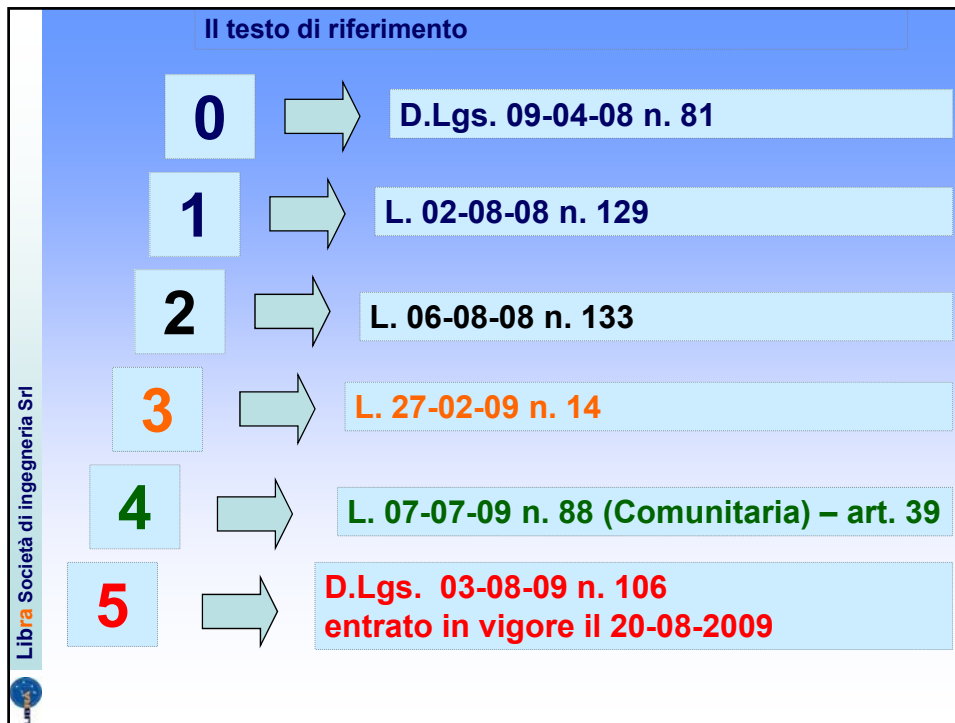 Il testo di riferimento
0
D.Lgs. 09-04-08 n. 81
1
L. 02-08-08 n. 129
2
L. 06-08-08 n. 133
3
L. 27-02-09 n. 14
4
L. 07-07-09 n. 88 (Comunitaria) – art. 39
5
D.Lgs. 03-08-09 n. 106
entrato in vigore il 20-08-2009
Libra Società di ingegneria Srl